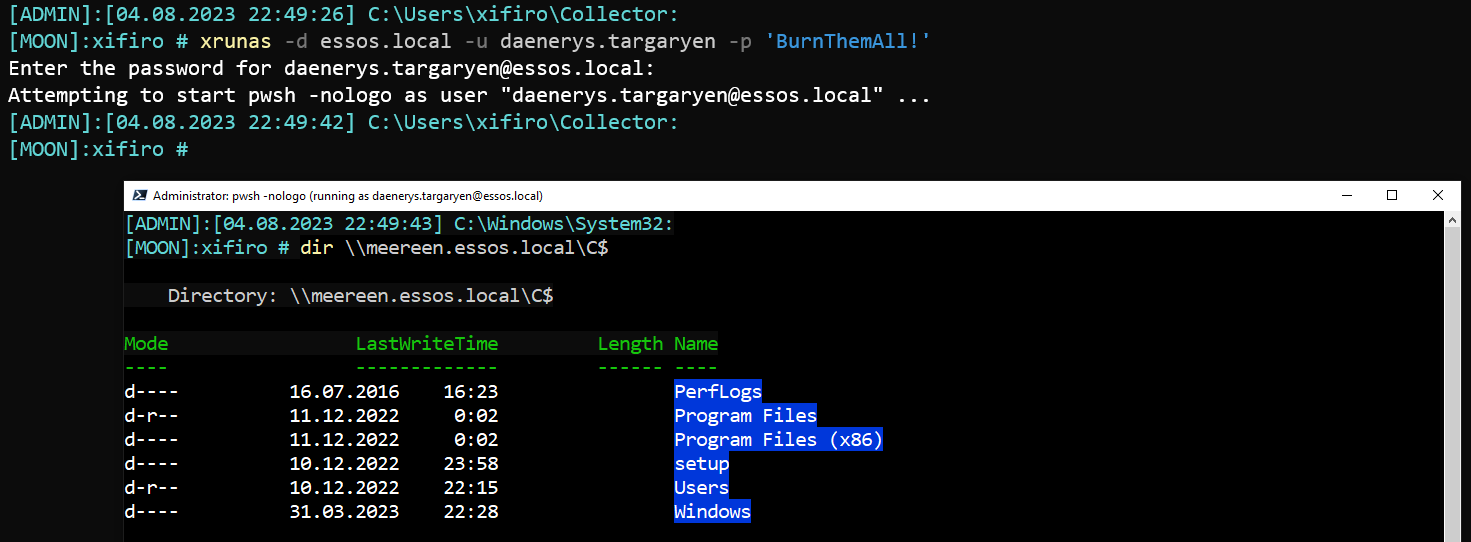 [ADMIN]:[04.08.2023 22:49:26] C:\Users\xifiro\Collector:
[MOON]:xifiro # xrunas -d essos.local -u daenerys.targaryen -p 'BurnThemAll!'
Enter the password for daenerys.targaryen@essos.local:
Attempting to start pwsh -nologo as user "daenerys.targaryen@essos.local" ...
[ADMIN]:[04.08.2023 22:49:42] C:\Users\xifiro\Collector:
[MOON]:xifiro #
Administrator: pwsh -nologo (running as daenerys.targaryen@essos.local)
[ADMIN]:[04.08.2023 22:49:43] C:\Windows\System32:
[MOON]:xifiro # dir \\meereen.essos.local\C$
Directory: \\meereen.essos.local\C$
Mode LastWriteTime Length Name
---- ------------- ------ ----
d---- 16.07.2016 16:23 PerfLogs
d-r-- 11.12.2022 0:02 Program Files
d---- 11.12.2022 0:02 Program Files (x86)
d---- 10.12.2022 23:58 setup
d-r-- 10.12.2022 22:15 Users
d---- 31.03.2023 22:28 Windows